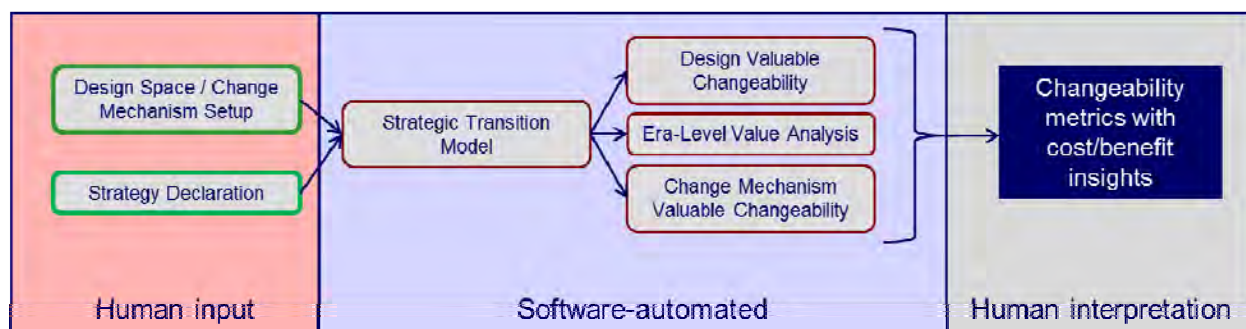 Design Space / Change
Mechanism Setup
Strategy Declaration
Strategic Transition
Model
Design Valuable
Changeability
Era-Level Value Analysis
Change Mechanism
Valuable Changeability
Changeability
metrics with
cost/benefit
insights
Human input
Software-automated
Human interpretation